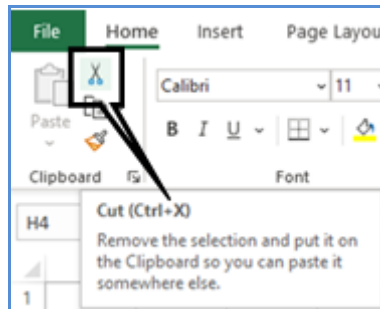 File Home Insert Page Layou
Calibri 11
Paste
B I U
Clipboard Font
H4
Cut (Ctrl+X)
Remove the selection and put it on
the Clipboard so you can paste it
somewhere else.
1